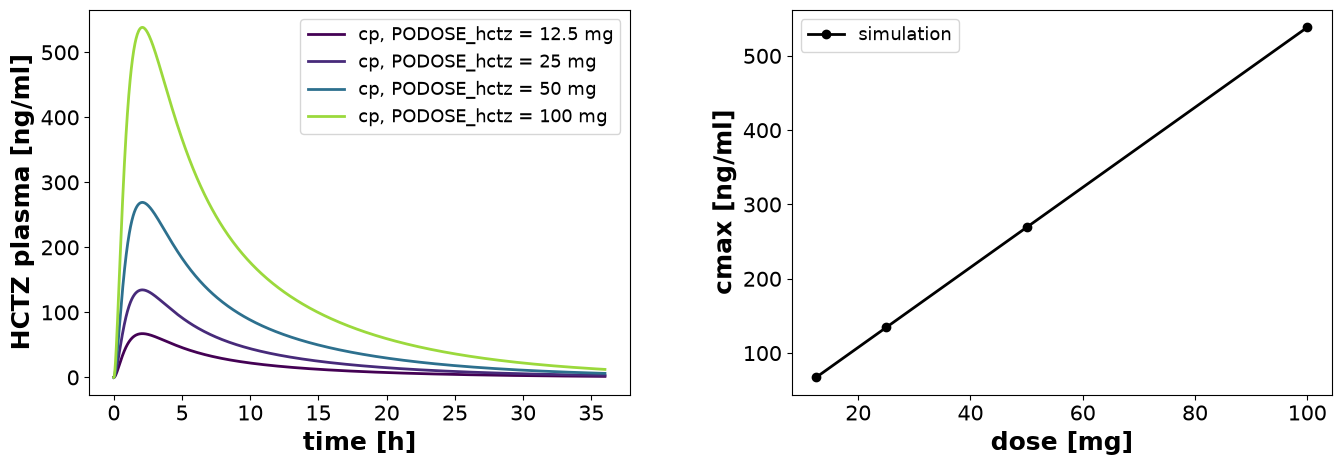 HCTZ plasma [ng/ml]
500
400
300
200
100
0
cp, PODOSE_hctz = 12.5 mg
cp, PODOSE_hctz = 25 mg
cp, PODOSE_hctz = 50 mg
cp, PODOSE_hctz = 100 mg
0 5 10 15 20 25 30 35
time [h]
cmax [ng/ml]
500
400
300
200
100
simulation
20 40 60 80 100
dose [mg]